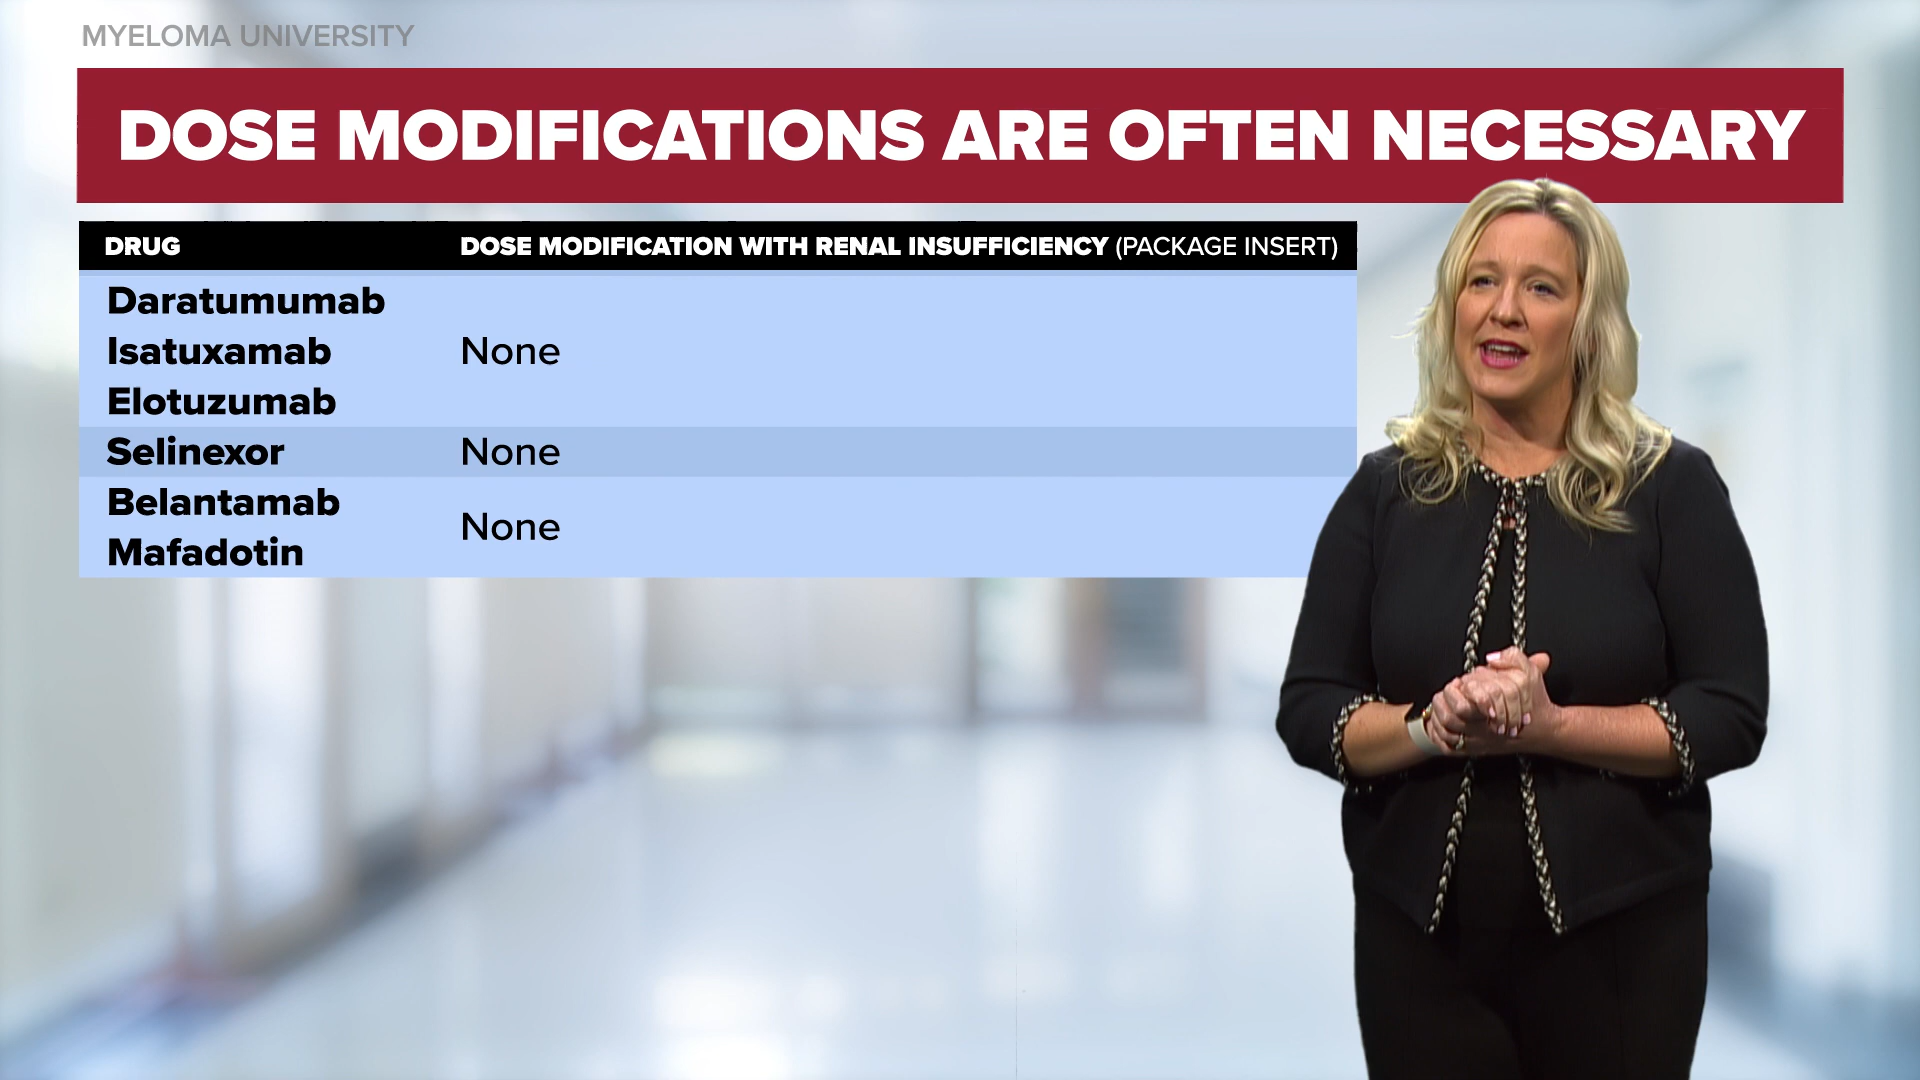 MYELOMA UNIVERSITY
DOSE MODIFICATIONS ARE OFTEN NECESSARY
DRUG DOSE MODIFICATION WITH RENAL INSUFFICIENCY (PACKAGE INSERT)
Daratumumab
Isatuxamab None
Elotuzumab
Selinexor None
Belantamab
None
Mafadotin